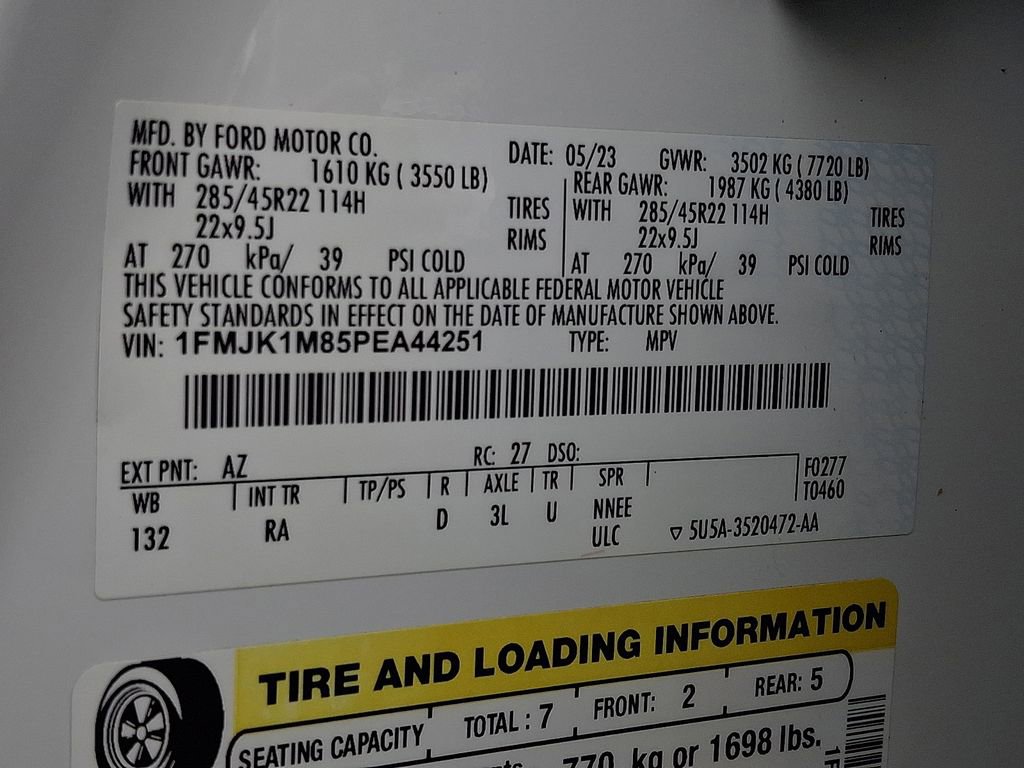 MFD. BY FORD MOTOR CO.
DATE: 05/23 GVWR: 3502 KG ( 7720 LB)
FRONT GAWR: 1610 KG ( 3550 LB) REAR GAWR: 1987 KG ( 4380 LB)
WITH 285/45R22 114H TIRES WITH 285/45R22 114H TIRES
22x9.5J RIMS 22x9.5J RIMS
AT 270 kPa/ 39 PSI COLD AT 270 kPa/ 39 PSI COLD
THIS VEHICLE CONFORMS TO ALL APPLICABLE FEDERAL MOTOR VEHICLE
SAFETY STANDARDS IN EFFECT ON THE DATE OF MANUFACTURE SHOWN ABOVE.
VIN: 1FMJK1M85PEA44251 TYPE: MPV
EXT PNT: AZ RC: 27 DSO:
WB INT TR TP/PS R AXLE TR SPR F0277
T0460
132 RA D 3L U NNEE
ULC ▽ 5U5A-3520472-AA
TIRE AND LOADING INFORMATION
SEATING CAPACITY TOTAL : 7 FRONT: 2 REAR: 5
770 kg or 1698 lbs.